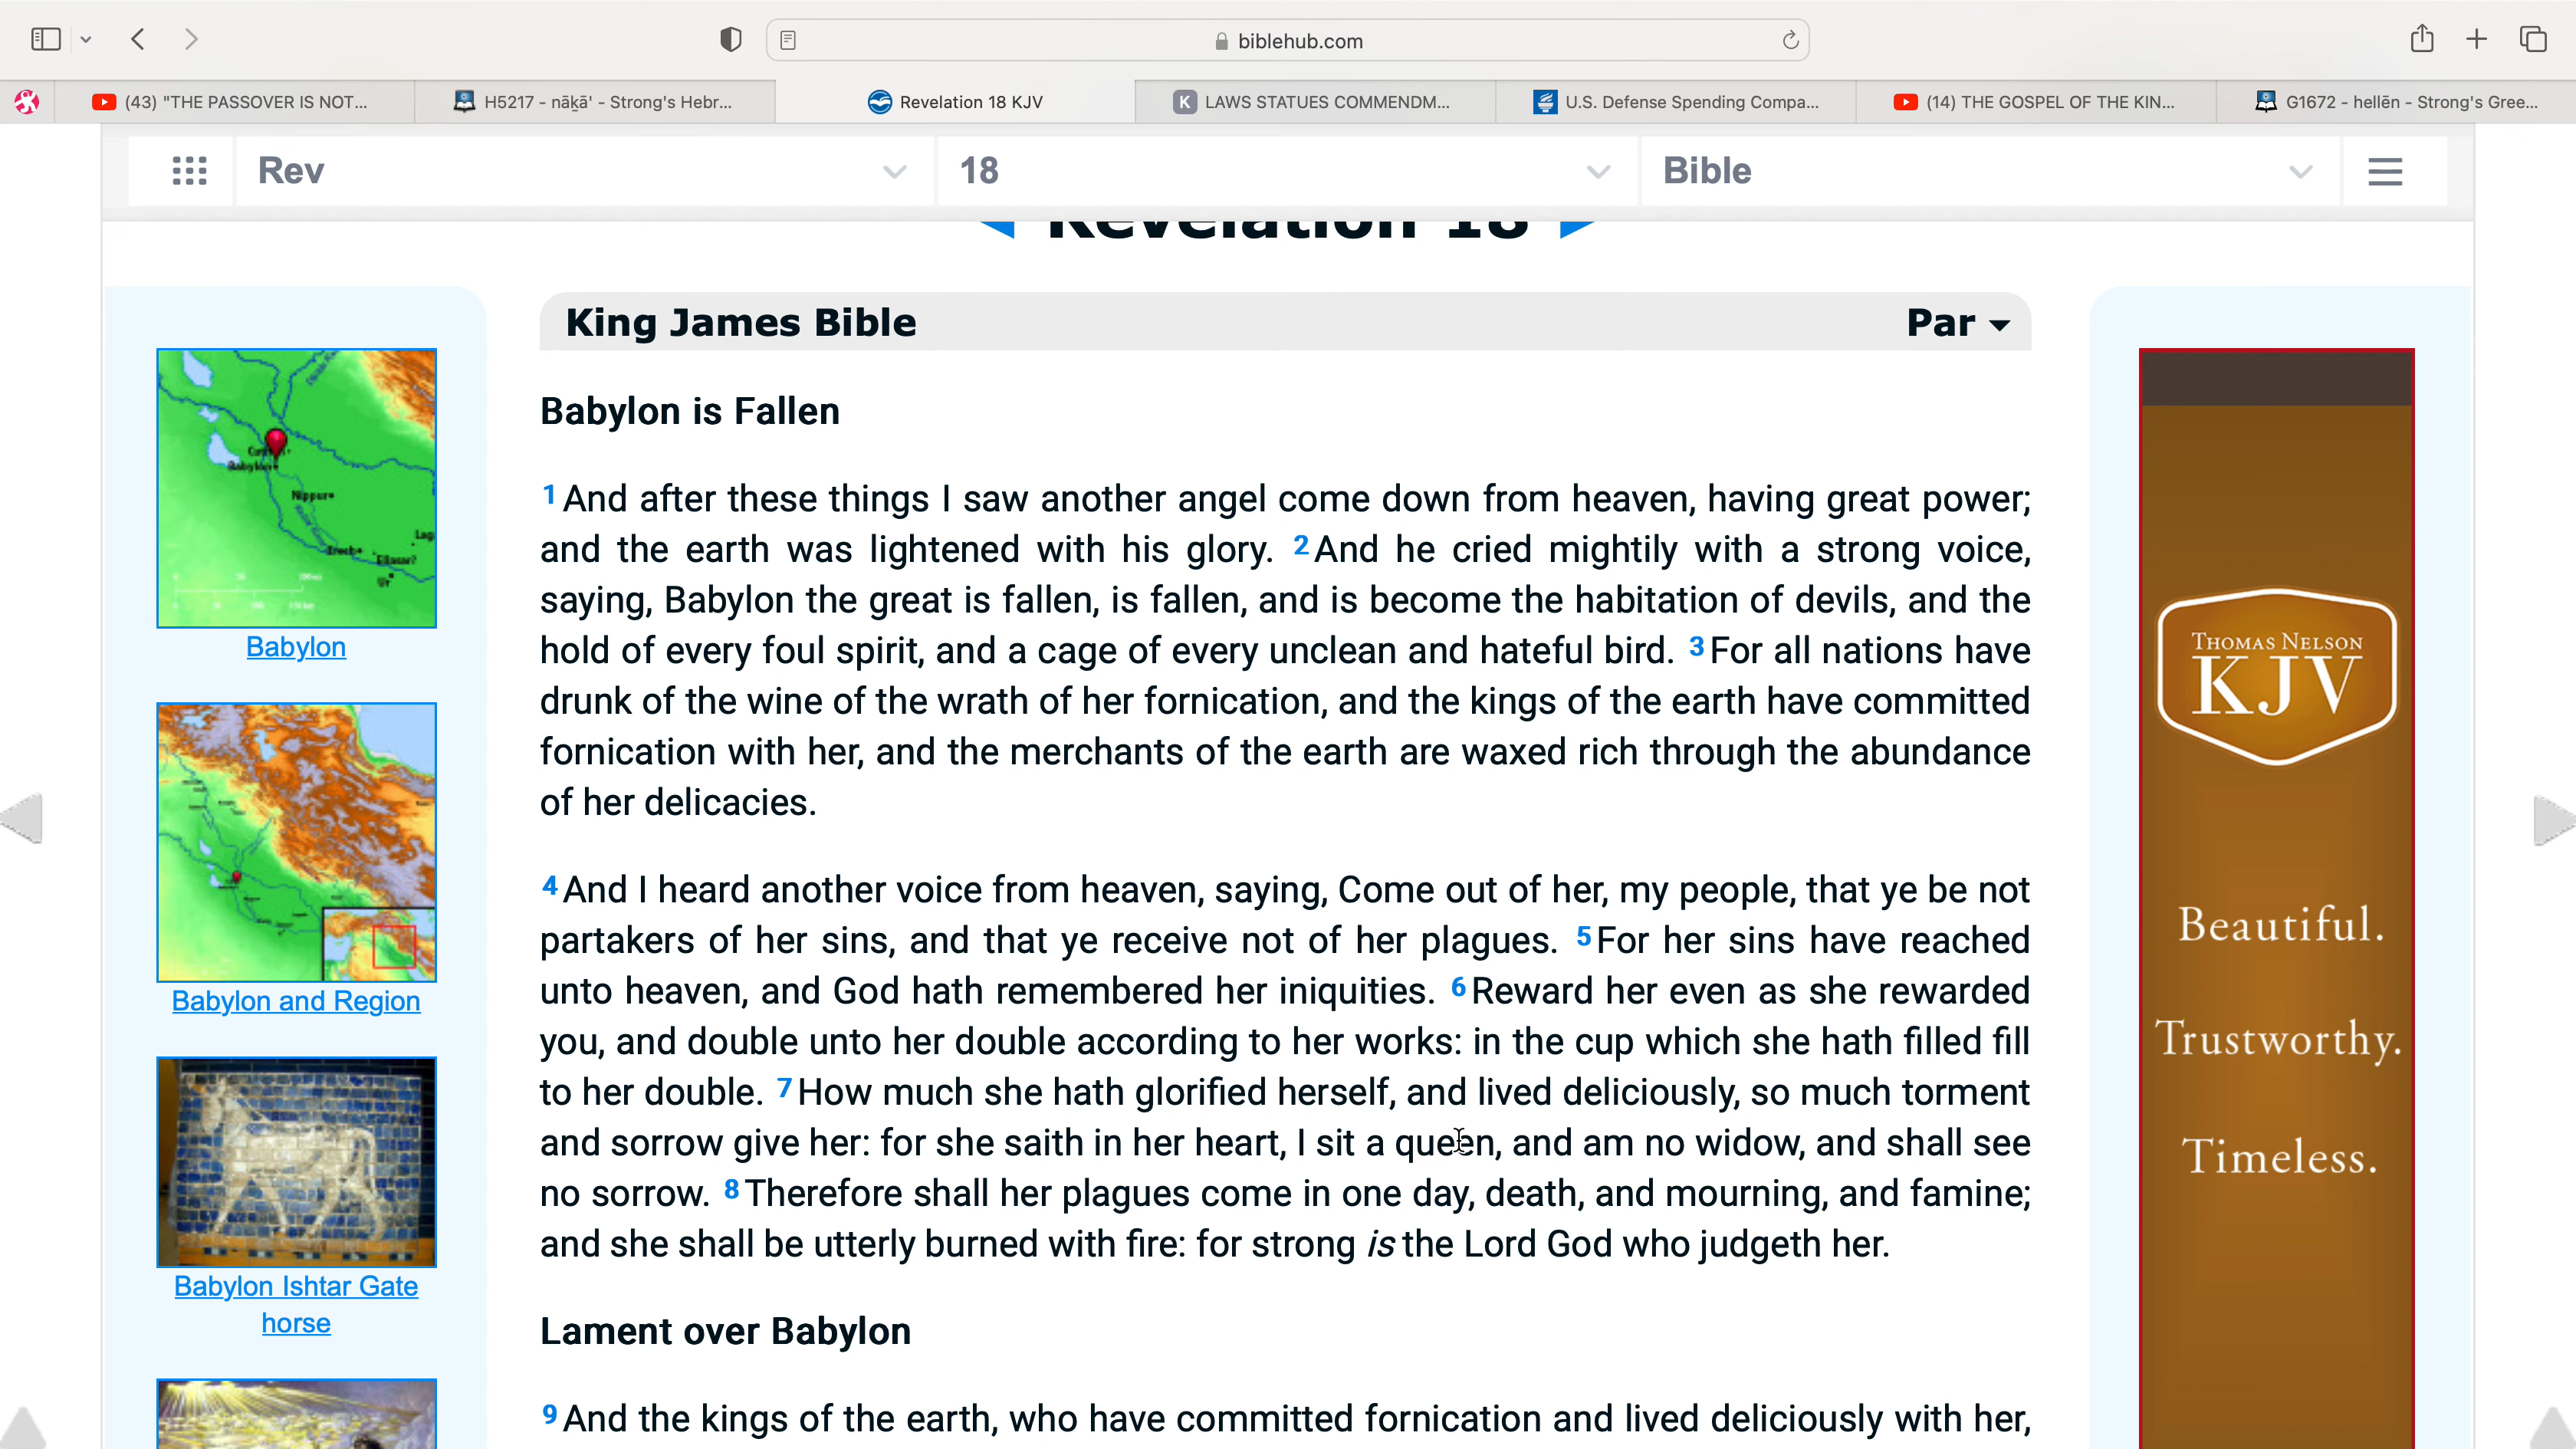 biblehub.com
(43) "THE PASSOVER IS NOT...
H5217 - nāḵā' - Strong's Hebr...
Revelation 18 KJV
K LAWS STATUES COMMENDM...
U.S. Defense Spending Compa...
(14) THE GOSPEL OF THE KIN...
G1672 - hellēn - Strong's Gree...
Rev
18
Bible
Revelation 18
King James Bible
Par
Babylon is Fallen
1 And after these things I saw another angel come down from heaven, having great power;
and the earth was lightened with his glory. 2 And he cried mightily with a strong voice,
saying, Babylon the great is fallen, is fallen, and is become the habitation of devils, and the
hold of every foul spirit, and a cage of every unclean and hateful bird. 3 For all nations have
drunk of the wine of the wrath of her fornication, and the kings of the earth have committed
fornication with her, and the merchants of the earth are waxed rich through the abundance
of her delicacies.
4 And I heard another voice from heaven, saying, Come out of her, my people, that ye be not
partakers of her sins, and that ye receive not of her plagues. 5 For her sins have reached
unto heaven, and God hath remembered her iniquities. 6 Reward her even as she rewarded
you, and double unto her double according to her works: in the cup which she hath filled fill
to her double. 7 How much she hath glorified herself, and lived deliciously, so much torment
and sorrow give her: for she saith in her heart, I sit a queen, and am no widow, and shall see
no sorrow. 8 Therefore shall her plagues come in one day, death, and mourning, and famine;
and she shall be utterly burned with fire: for strong is the Lord God who judgeth her.
Lament over Babylon
9 And the kings of the earth, who have committed fornication and lived deliciously with her,
Babylon
Nippur
Erech
Ellasar?
Ur
Babylon
Babylon and Region
Babylon Ishtar Gate
horse
THOMAS NELSON
KJV
Beautiful.
Trustworthy.
Timeless.